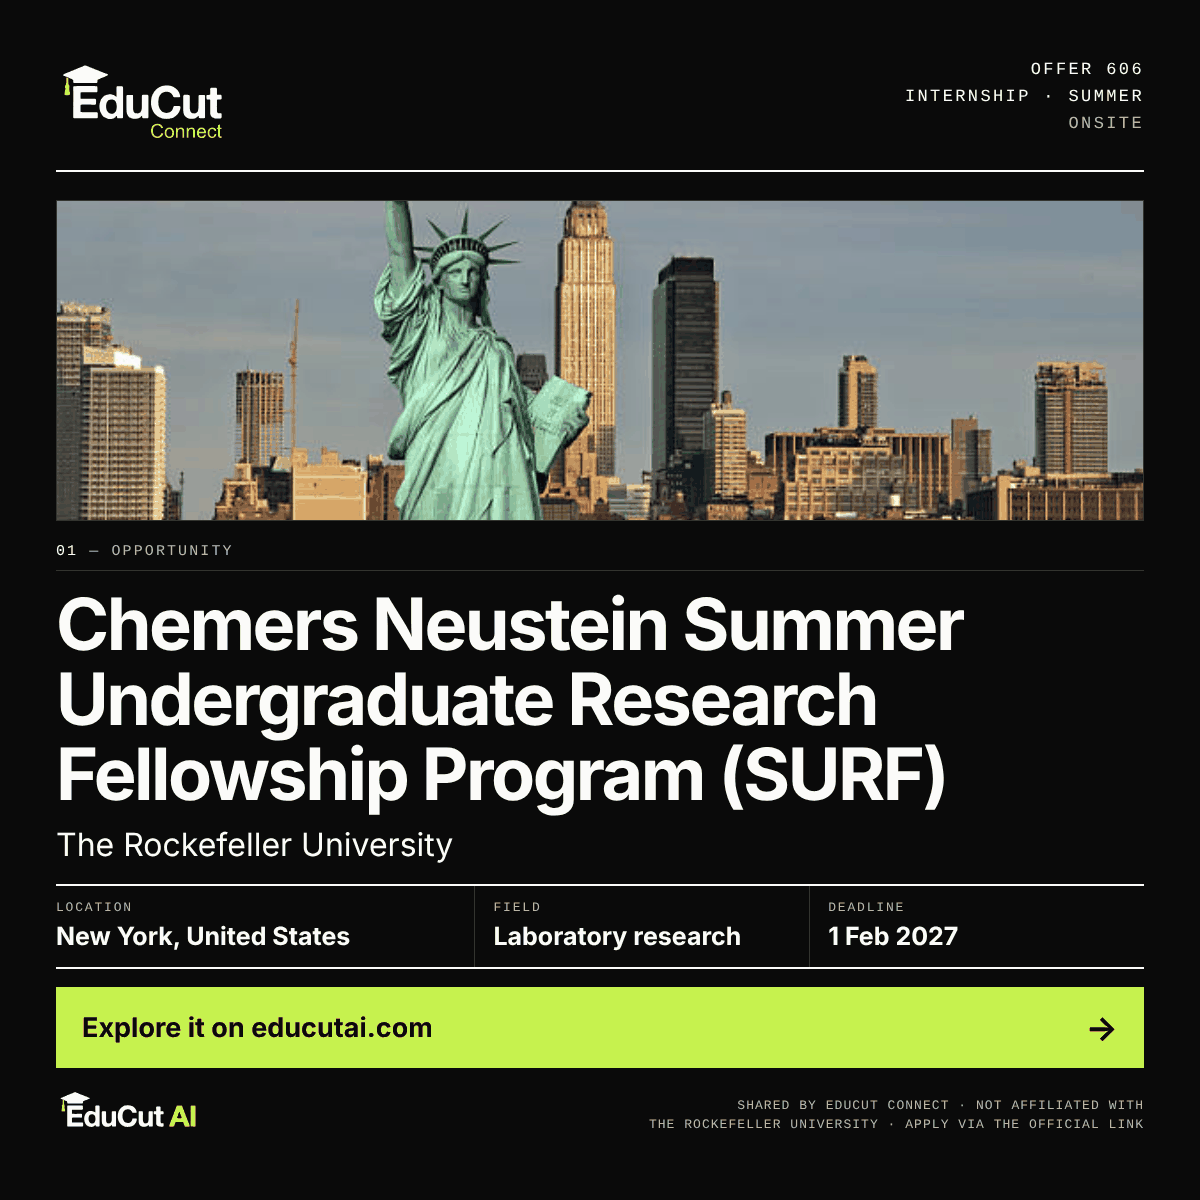 EduCut
Connect
OFFER 606
INTERNSHIP · SUMMER
ONSITE
01 — OPPORTUNITY
Chemers Neustein Summer
Undergraduate Research
Fellowship Program (SURF)
The Rockefeller University
LOCATION
New York, United States
FIELD
Laboratory research
DEADLINE
1 Feb 2027
Explore it on educutai.com →
EduCut AI
SHARED BY EDUCUT CONNECT · NOT AFFILIATED WITH
THE ROCKEFELLER UNIVERSITY · APPLY VIA THE OFFICIAL LINK